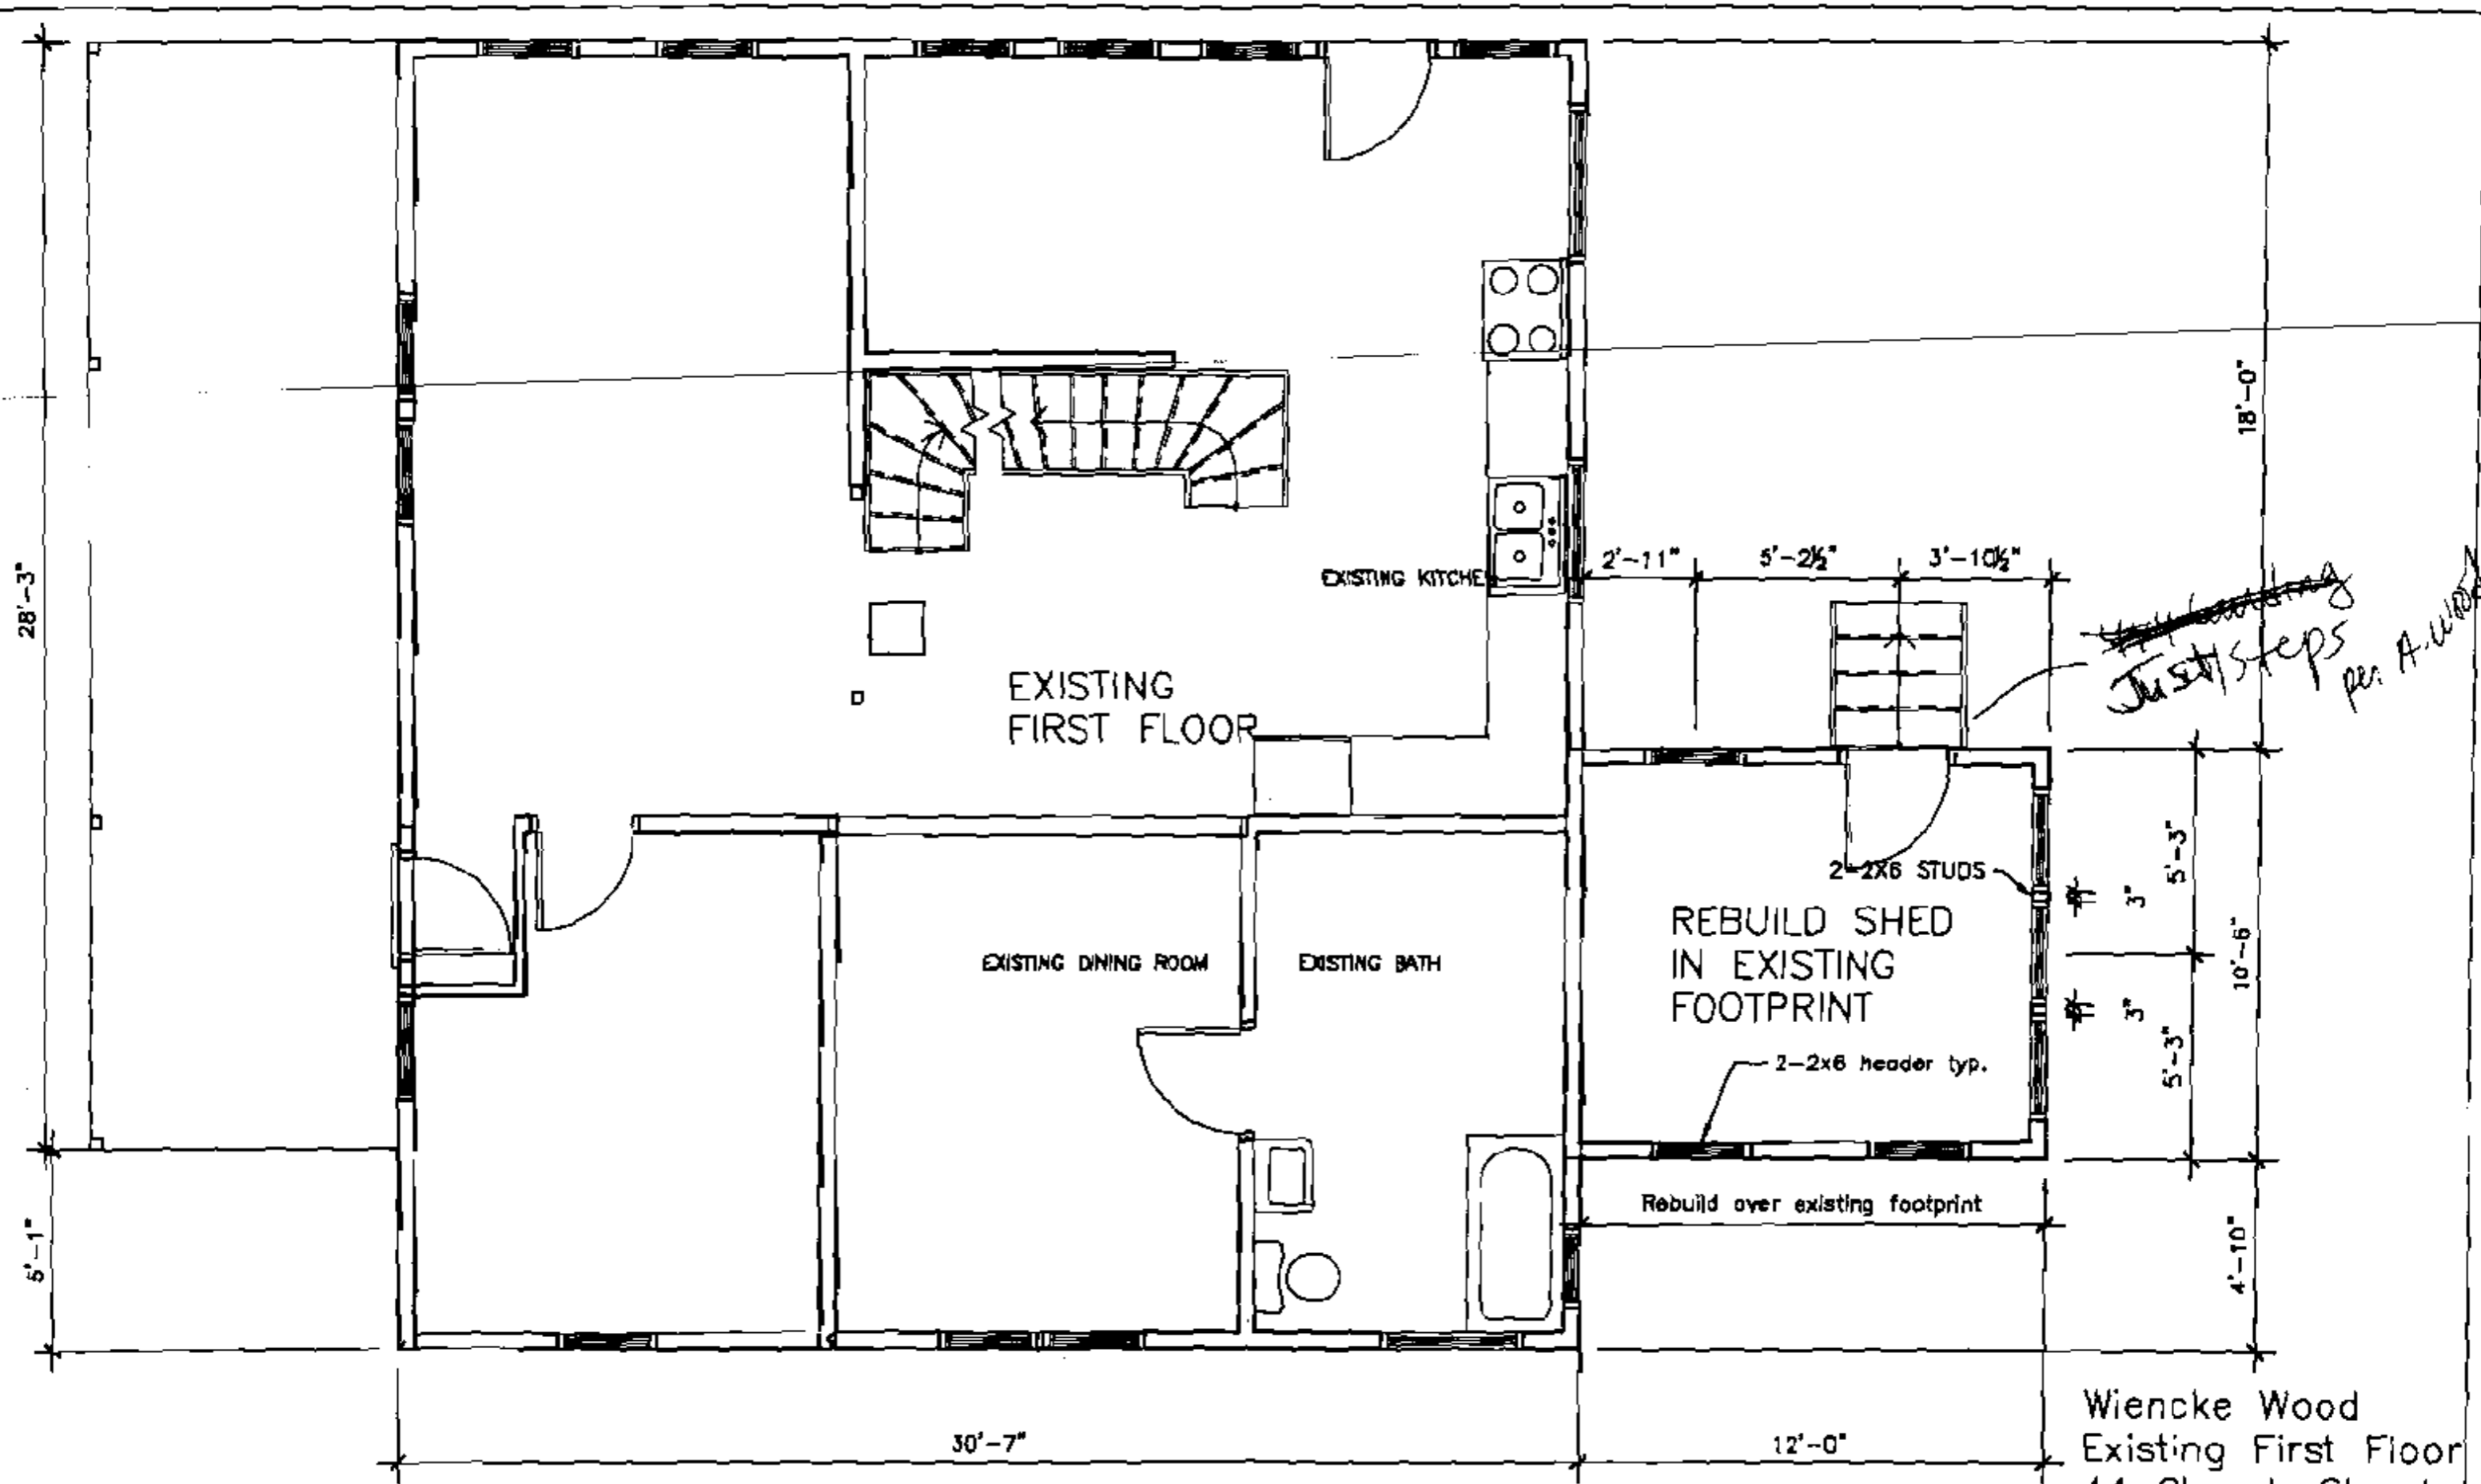 28'-3"
18'-0"
2'-11" 5'-2½" 3'-10½"
EXISTING KITCHE
Just steps
per A.
EXISTING
FIRST FLOOR
5'-3"
2-2X6 STUDS
3"
REBUILD SHED
IN EXISTING
FOOTPRINT
EXISTING DINING ROOM
EXISTING BATH
10'-6"
3"
5'-3"
2-2x6 header typ.
Rebuild over existing footprint
5'-1"
4'-10"
30'-7"
12'-0"
Wiencke Wood
Existing First Floor